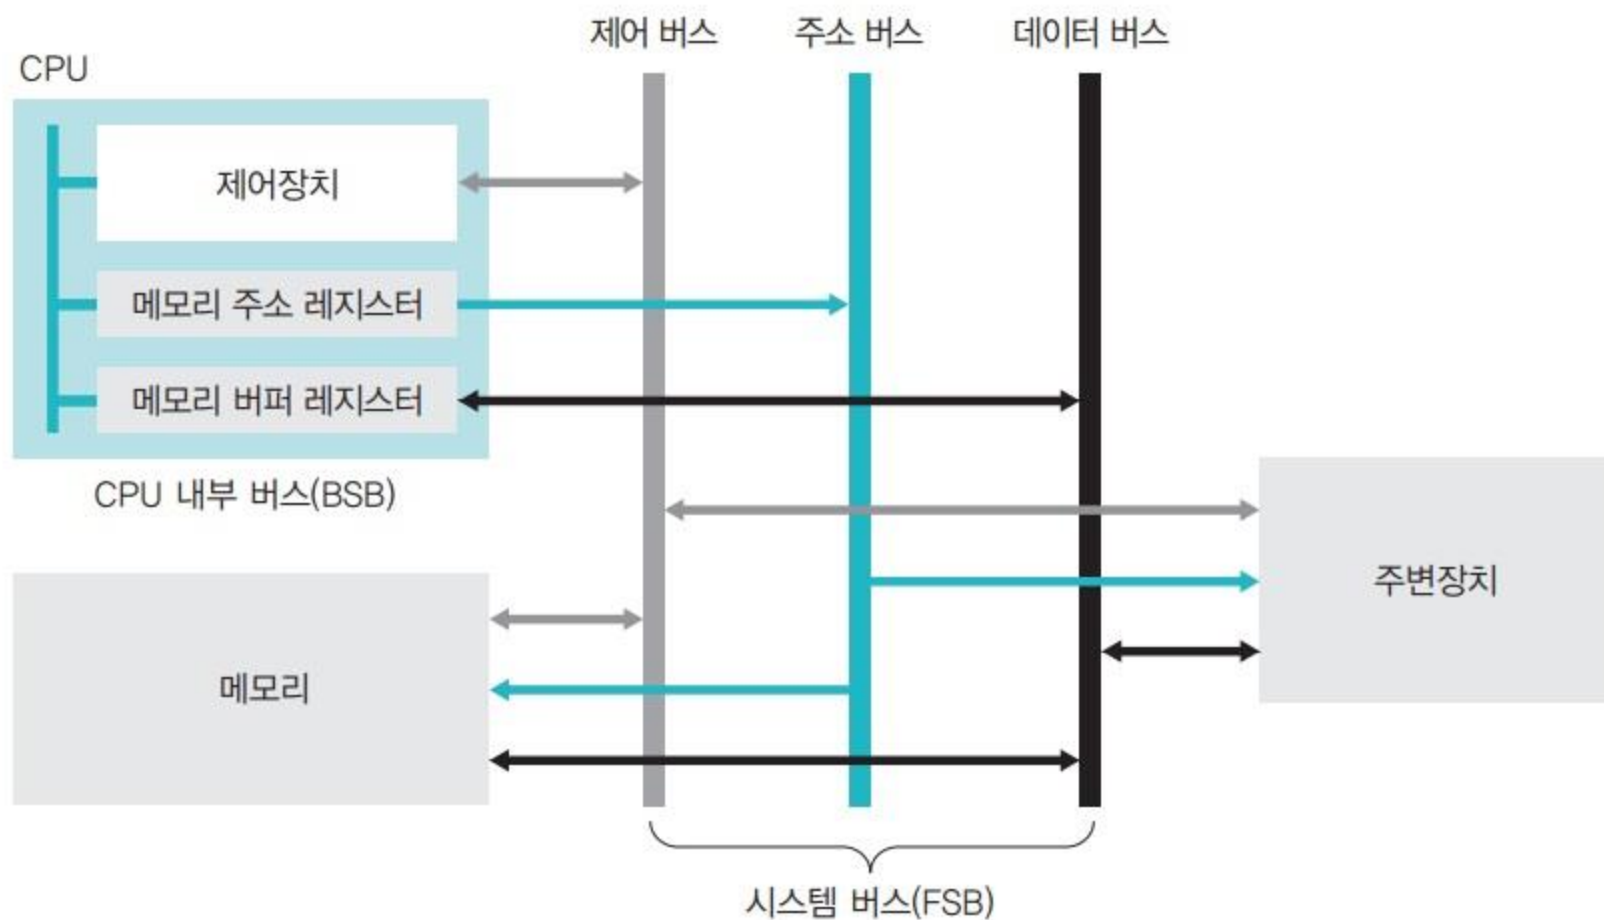 제어 버스
주소 버스
데이터 버스
CPU
제어장치
메모리 주소 레지스터
메모리 버퍼 레지스터
CPU 내부 버스(BSB)
주변장치
메모리
시스템 버스(FSB)